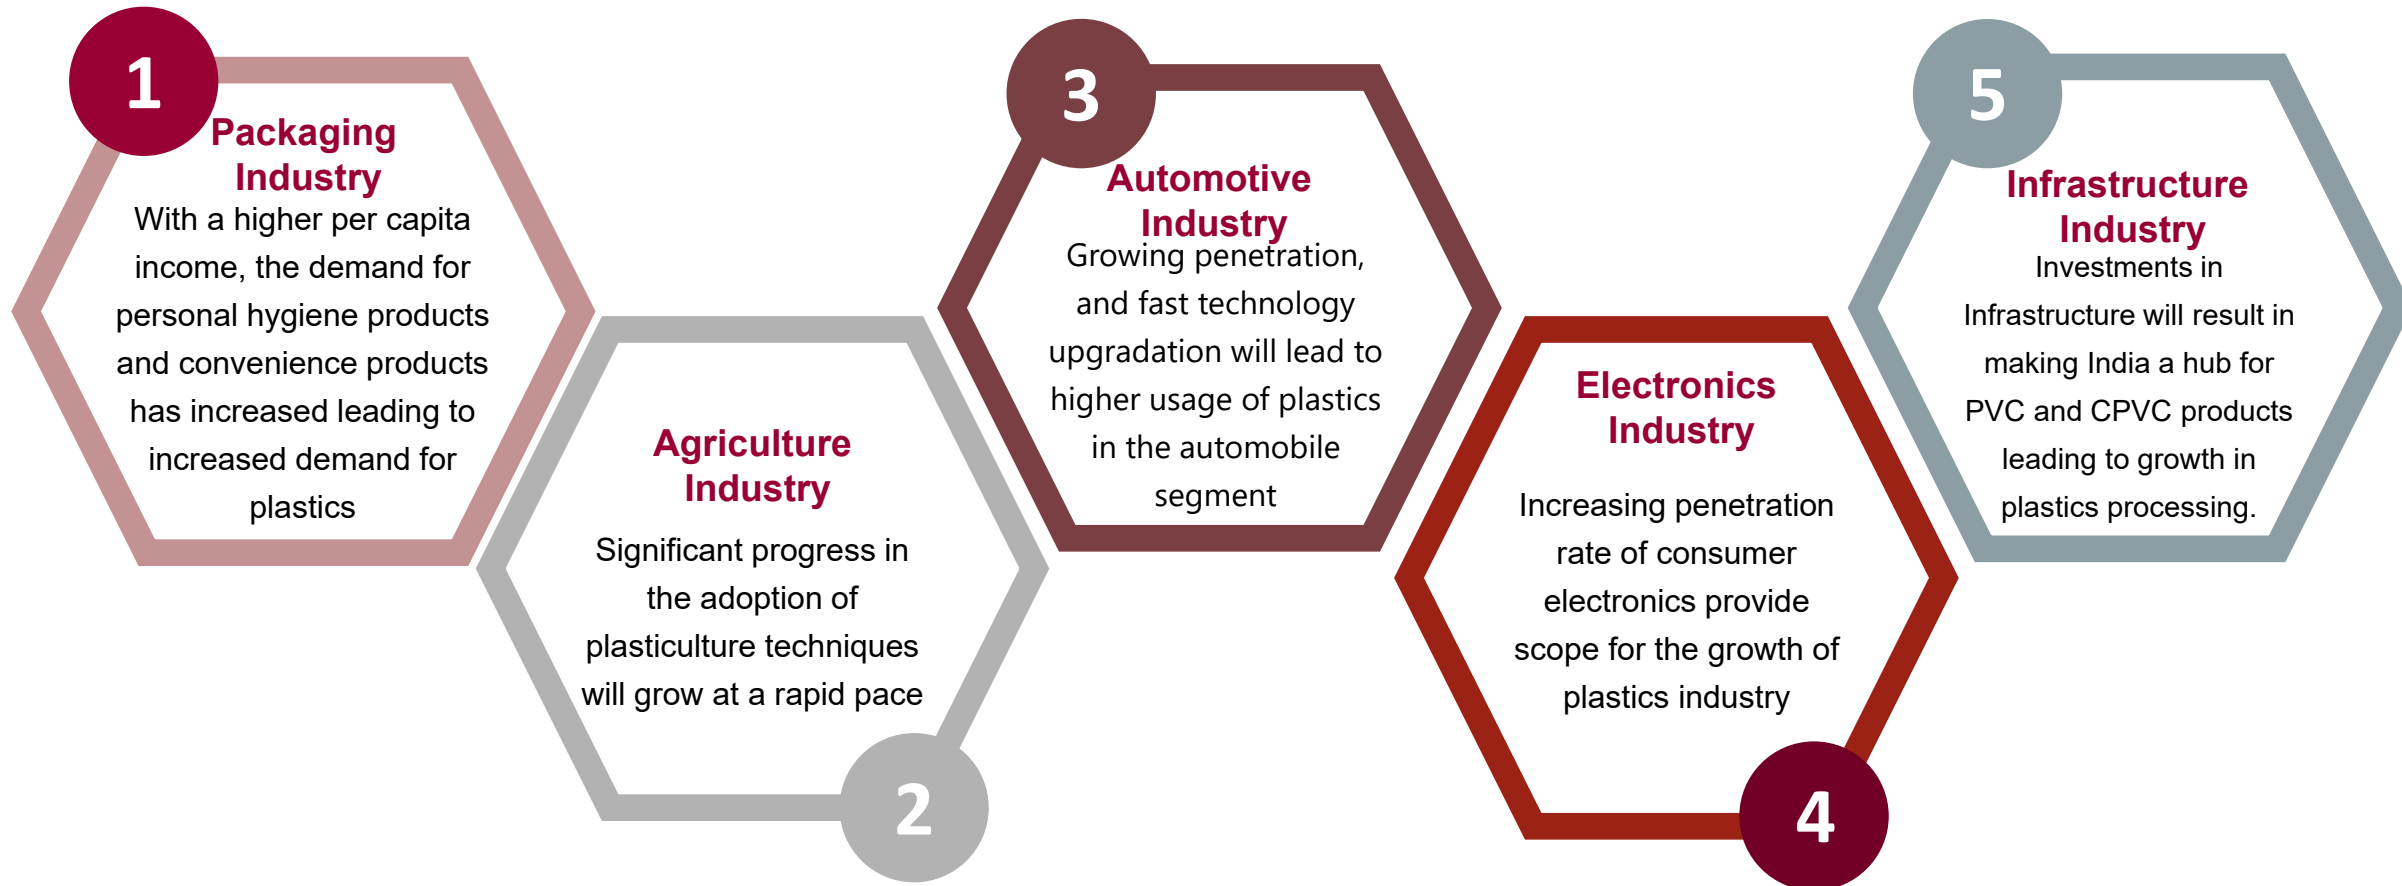 1
Packaging
Industry
With a higher per capita
income, the demand for
personal hygiene products
and convenience products
has increased leading to
increased demand for
plastics
Agriculture
Industry
Significant progress in
the adoption of
plasticulture techniques
will grow at a rapid pace
2
3
Automotive
Industry
Growing penetration,
and fast technology
upgradation will lead to
higher usage of plastics
in the automobile
segment
Electronics
Industry
Increasing penetration
rate of consumer
electronics provide
scope for the growth of
plastics industry
4
5
Infrastructure
Industry
Investments in
Infrastructure will result in
making India a hub for
PVC and CPVC products
leading to growth in
plastics processing.